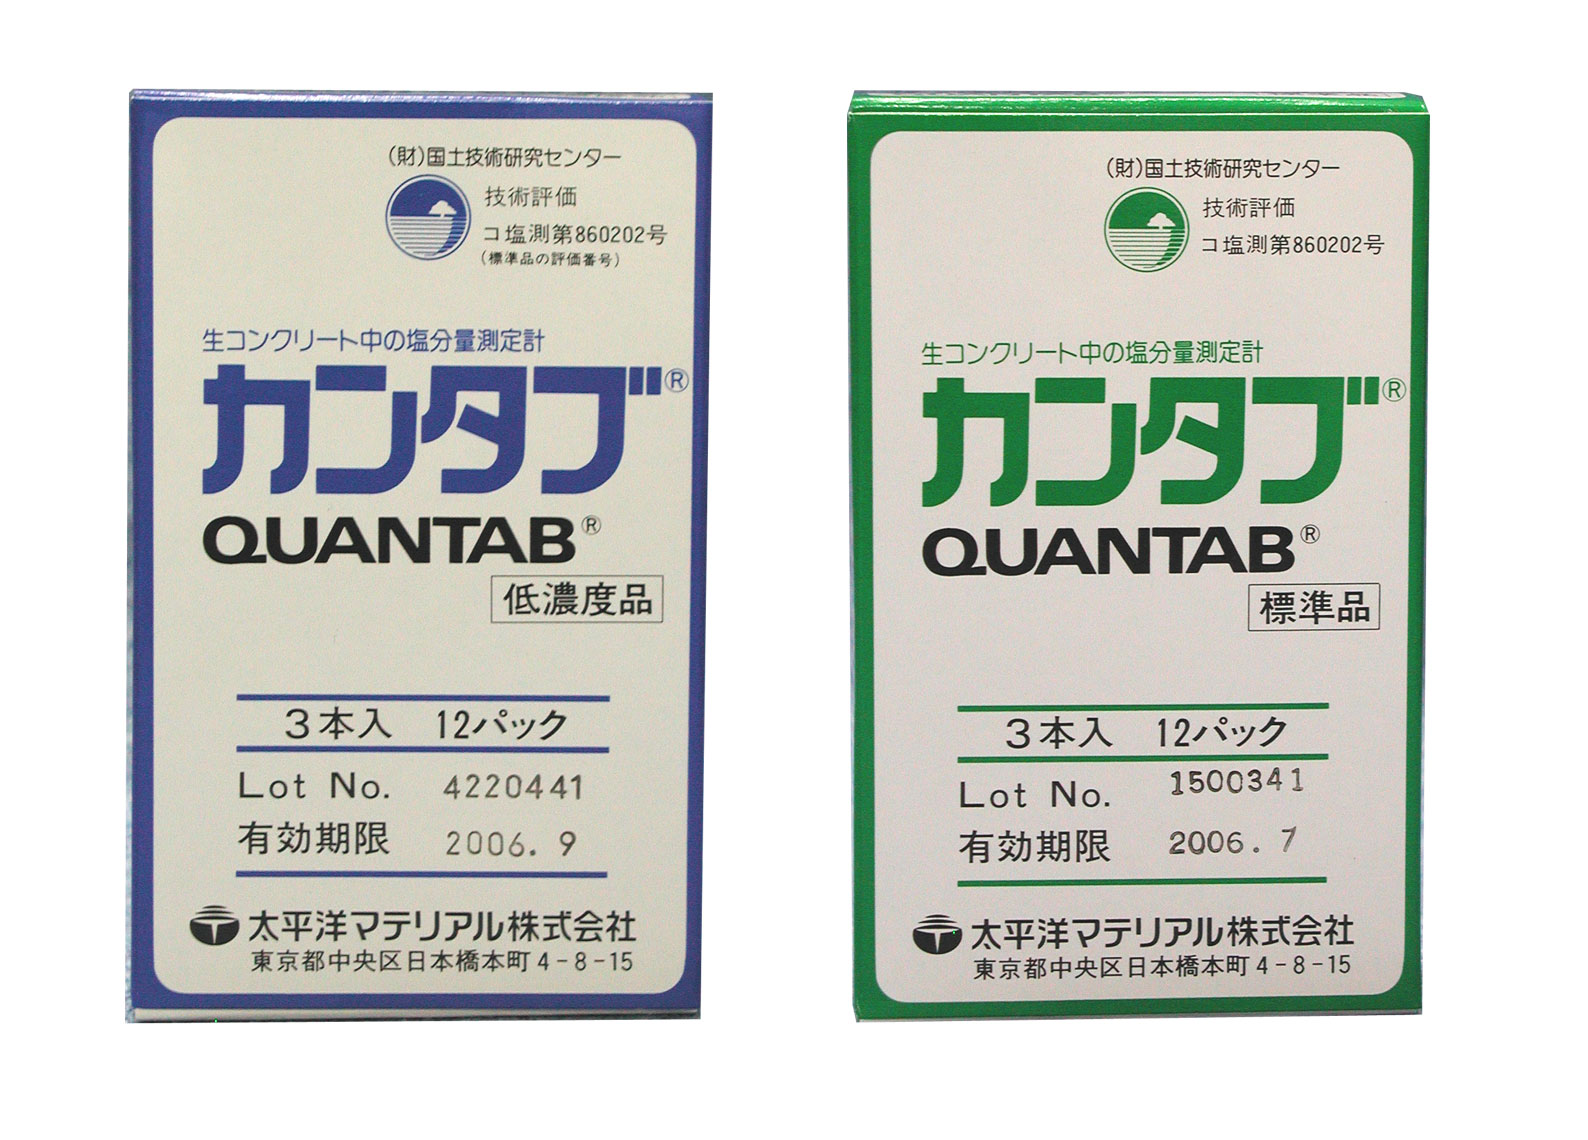 (財)国土技術研究センター
技術評価
コ塩測第860202号
(標準品の評価番号)
生コンクリート中の塩分量測定計
カンタブ®
QUANTAB®
低濃度品
3本入 12パック
Lot No. 4220441
有効期限 2006. 9
太平洋マテリアル株式会社
東京都中央区日本橋本町4-8-15
(財)国土技術研究センター
技術評価
コ塩測第860202号
生コンクリート中の塩分量測定計
カンタブ®
QUANTAB®
標準品
3本入 12パック
Lot No. 1500341
有効期限 2006. 7
太平洋マテリアル株式会社
東京都中央区日本橋本町4-8-15